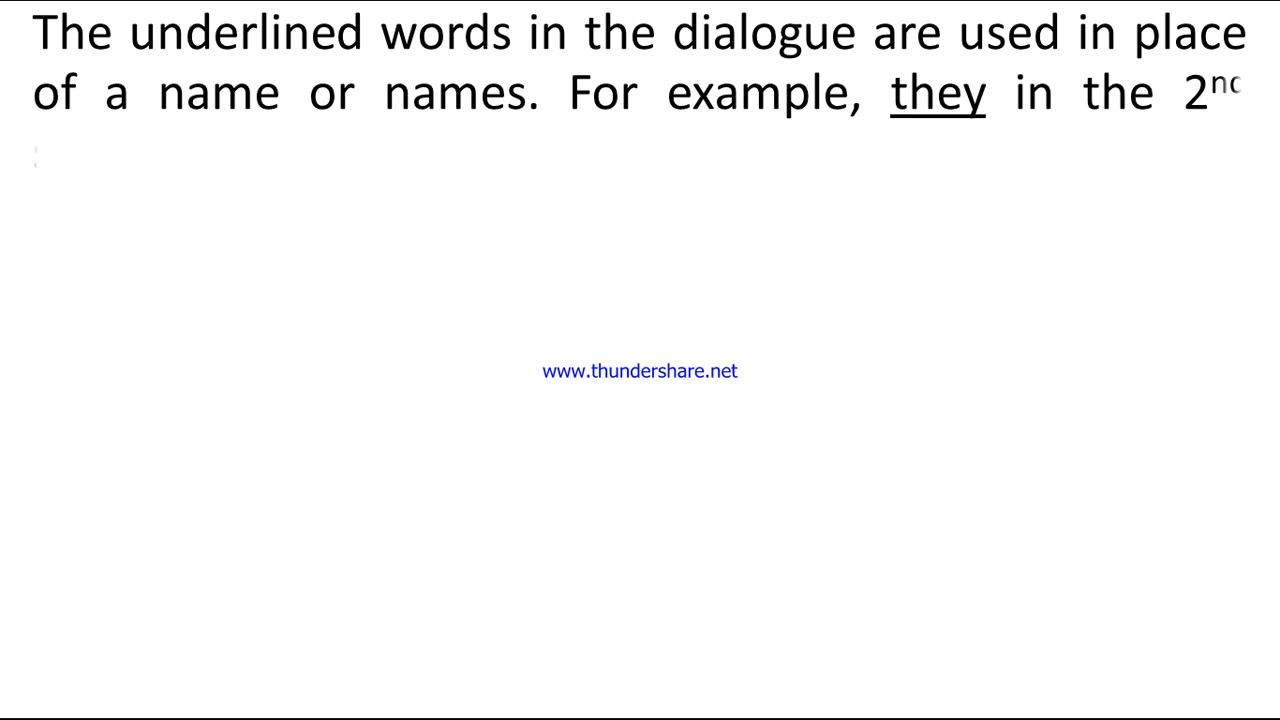 The underlined words in the dialogue are used in place
of a name or names. For example, they in the 2nd
www.thundershare.net